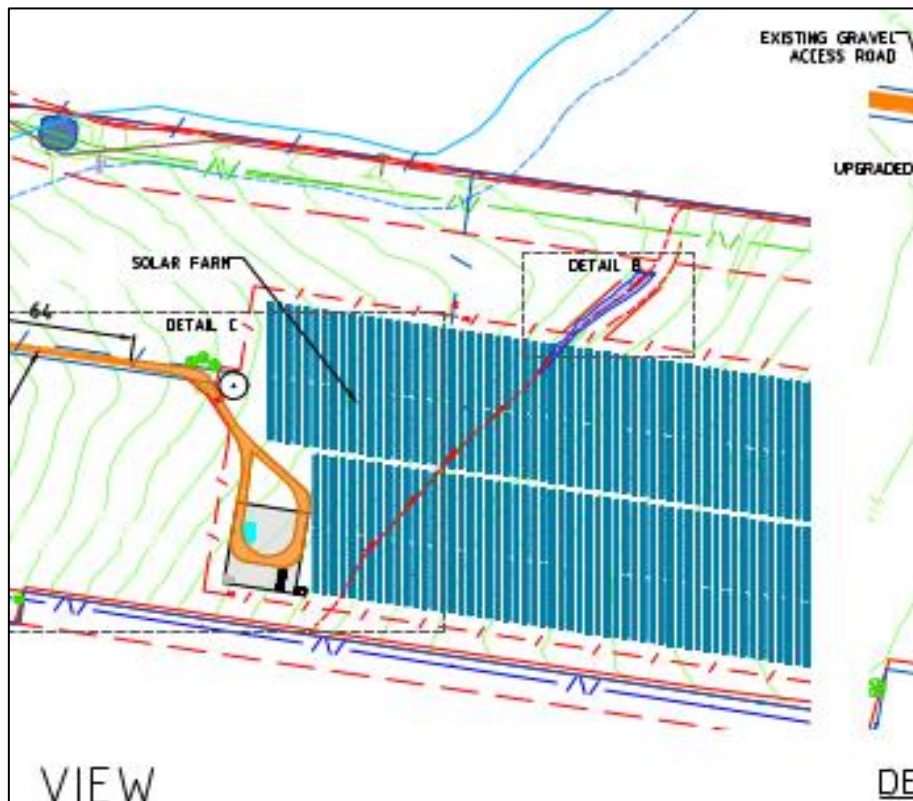 EXISTING GRAVEL
ACCESS ROAD
UPGRADED
SOLAR FARM
DETAIL B
64
DETAIL C
VIEW
DE